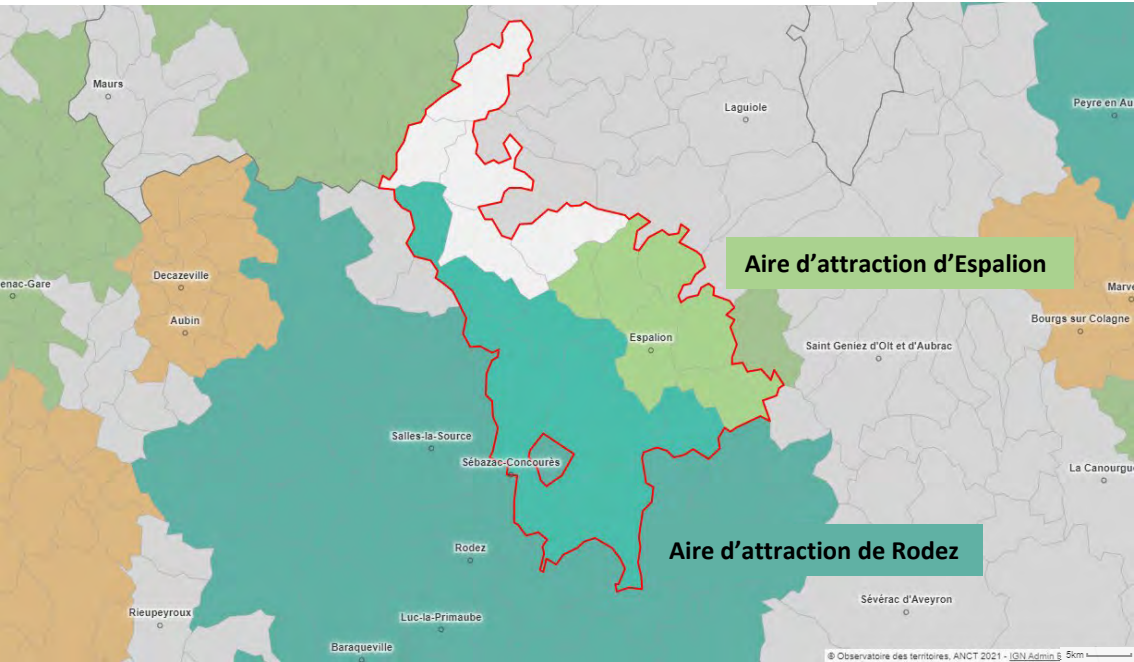 Maurs
Laguiole
Peyre en Au
Aire d'attraction d'Espalion
enac-Gare
Decazeville
Marve
Aubin
Bourgs sur Colagne
Espalion
Saint Geniez d'Olt et d'Aubrac
Salles-la-Source
Sébazac-Concourès
La Canourgu
Rodez
Aire d'attraction de Rodez
Sévérac d'Aveyron
Rieupeyroux
Luc-la-Primaube
Baraqueville
© Observatoire des territoires, ANCT 2021 - IGN Admin 5km